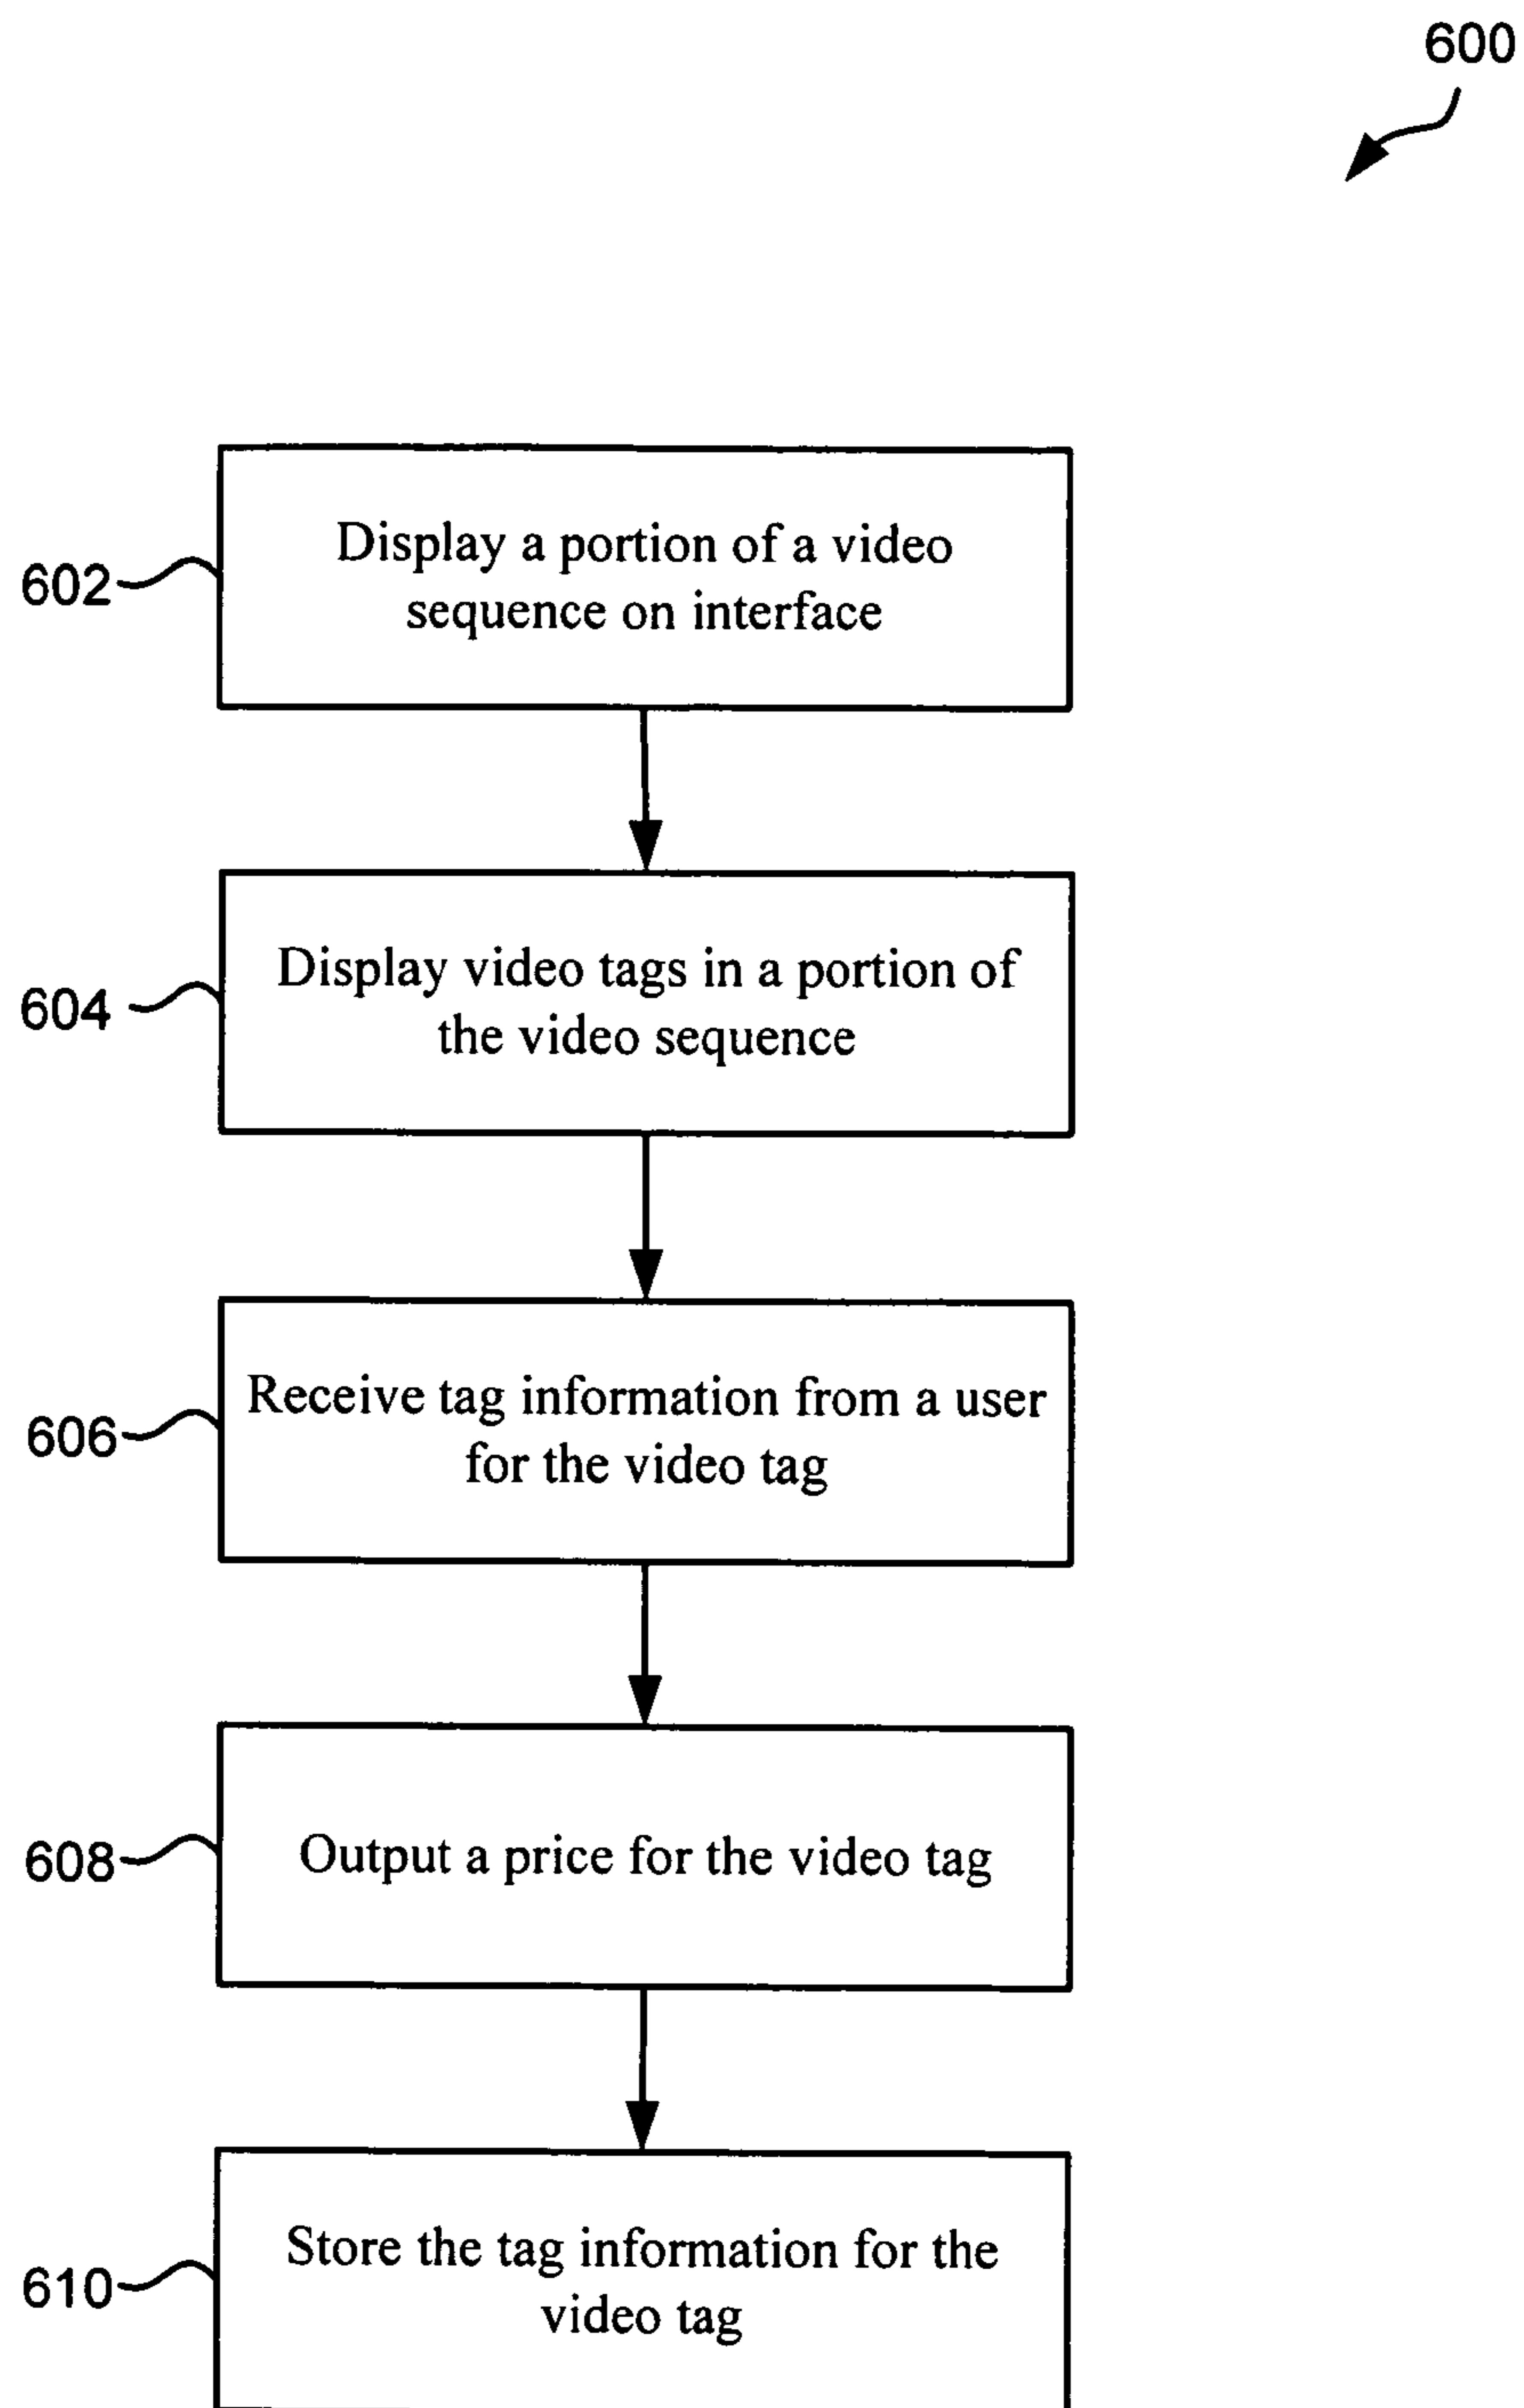 600
602
Display a portion of a video
sequence on interface
604
Display video tags in a portion of
the video sequence
606
Receive tag information from a user
for the video tag
608
Output a price for the video tag
610
Store the tag information for the
video tag